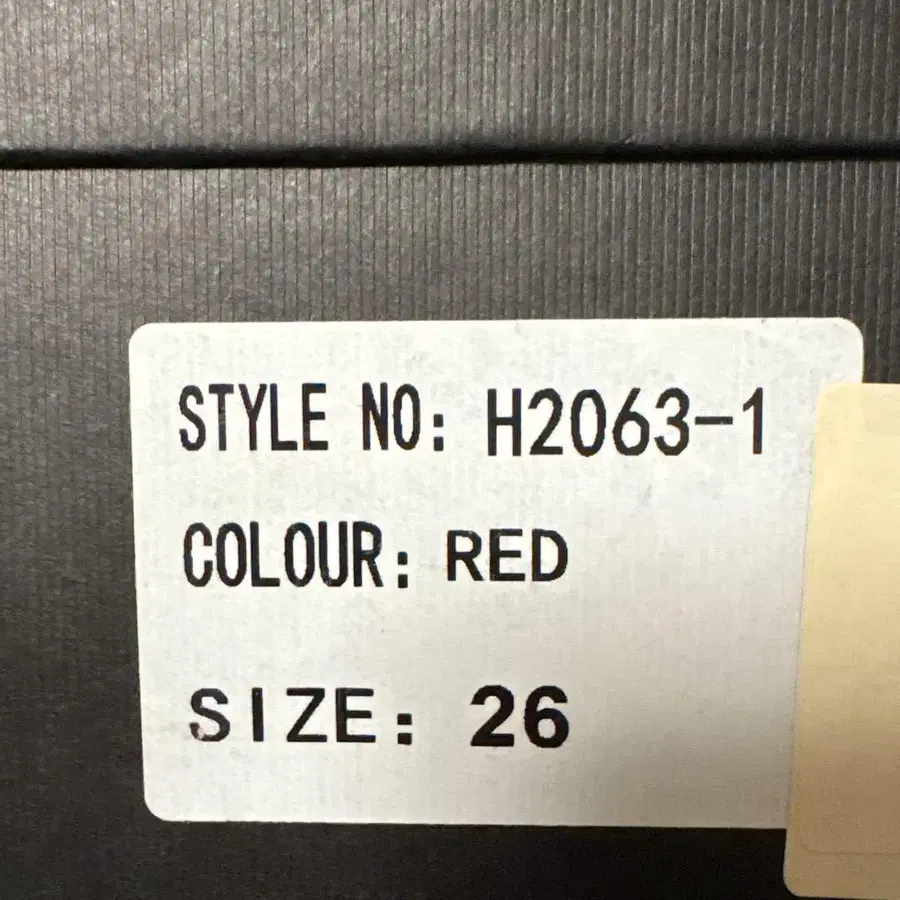 STYLE NO: H2063-1
COLOUR: RED
SIZE: 26